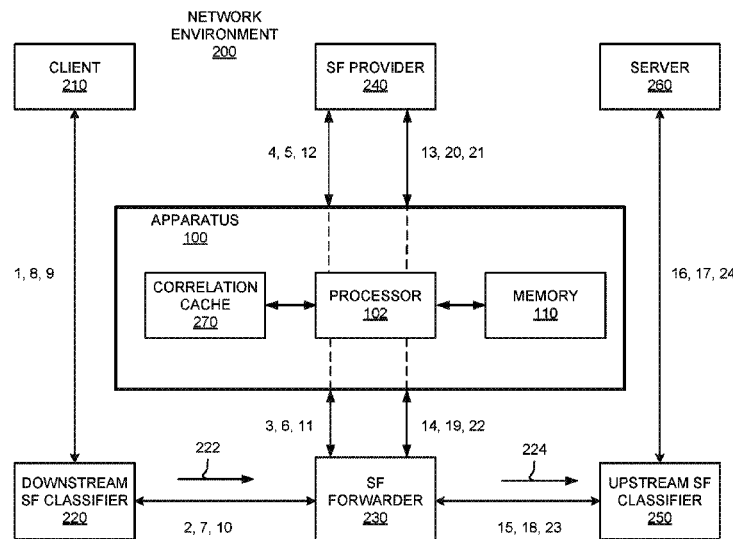 NETWORK
ENVIRONMENT
200
CLIENT
210
SF PROVIDER
240
SERVER
260
4, 5, 12
13, 20, 21
APPARATUS
100
1, 8, 9
CORRELATION
CACHE
270
PROCESSOR
102
MEMORY
110
16, 17, 24
3, 6, 11
14, 19, 22
222
224
DOWNSTREAM
SF CLASSIFIER
220
SF
FORWARDER
230
UPSTREAM SF
CLASSIFIER
250
2, 7, 10
15, 18, 23